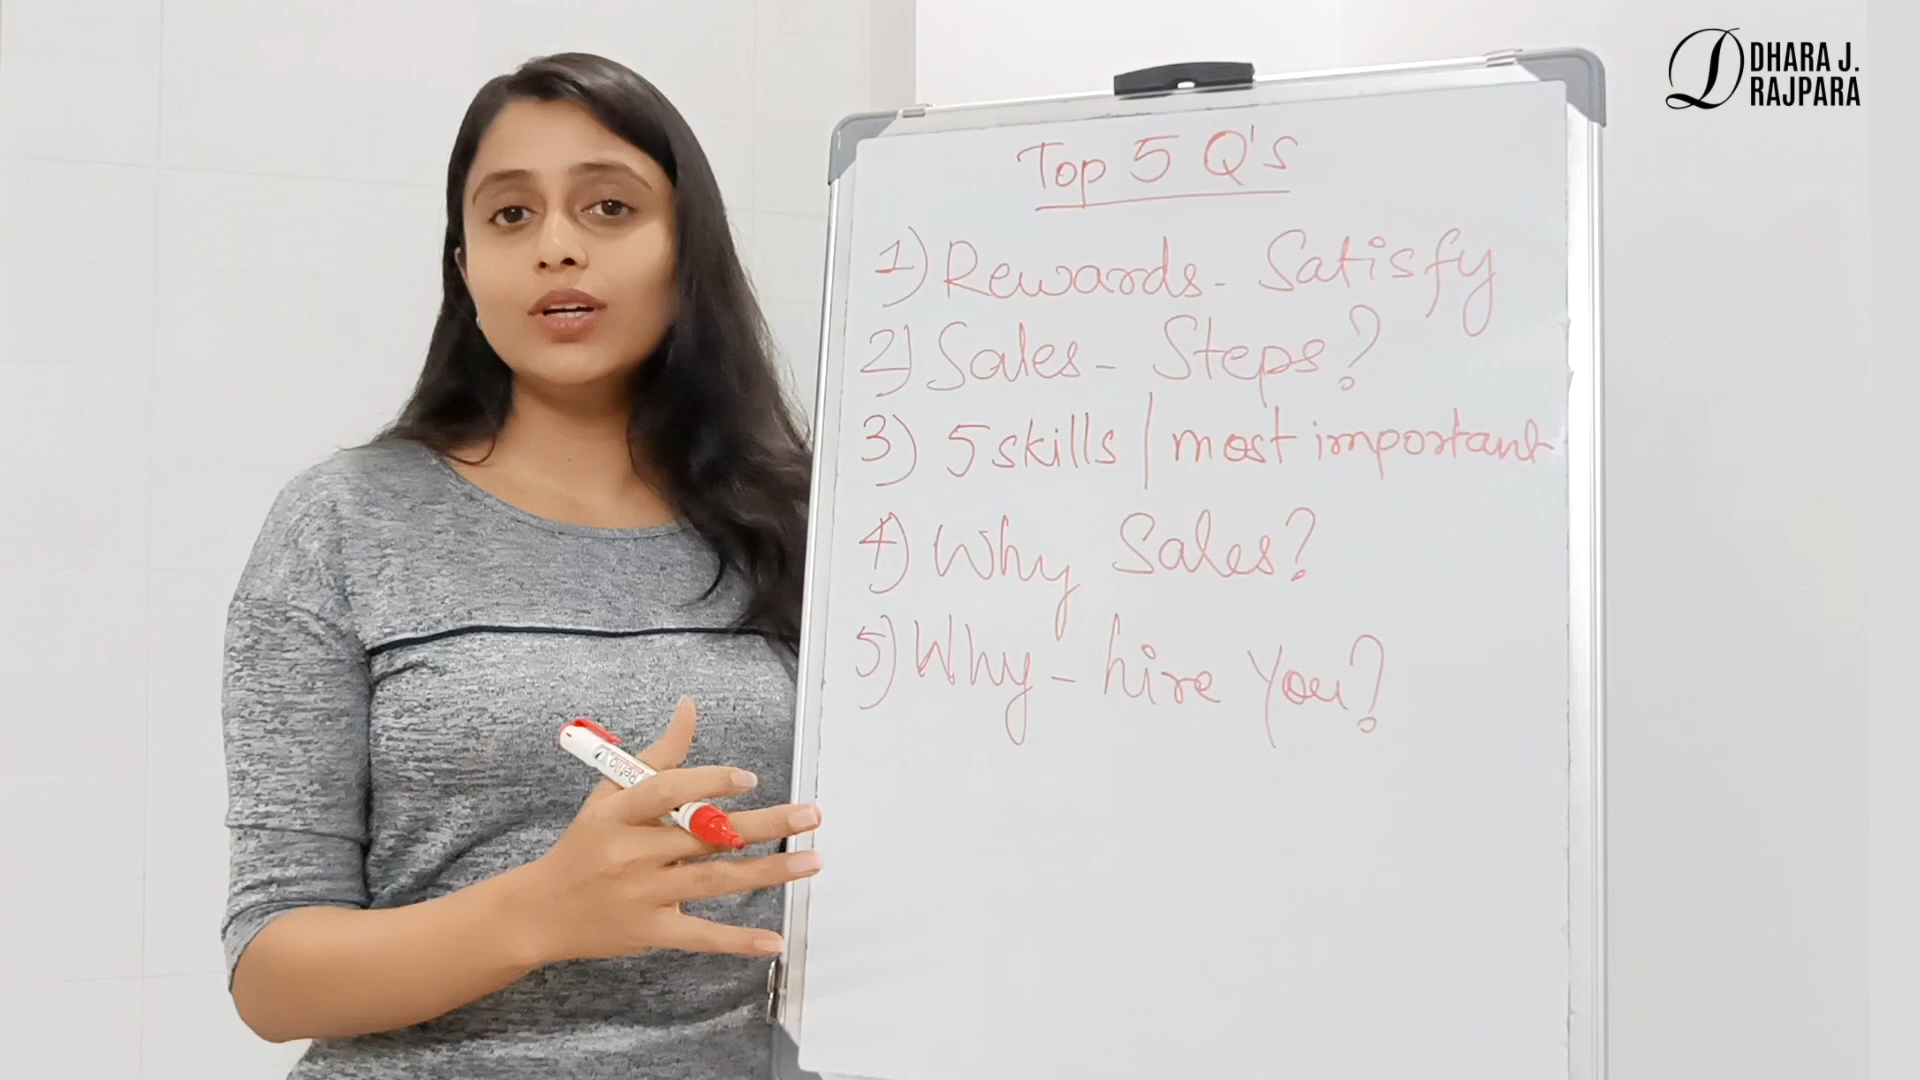 DHARA J.
RAJPARA
Top 5 Q's
1) Rewards - Satisfy
2) Sales - Steps?
3) 5 skills / most important
4) Why Sales?
5) Why - hire You?